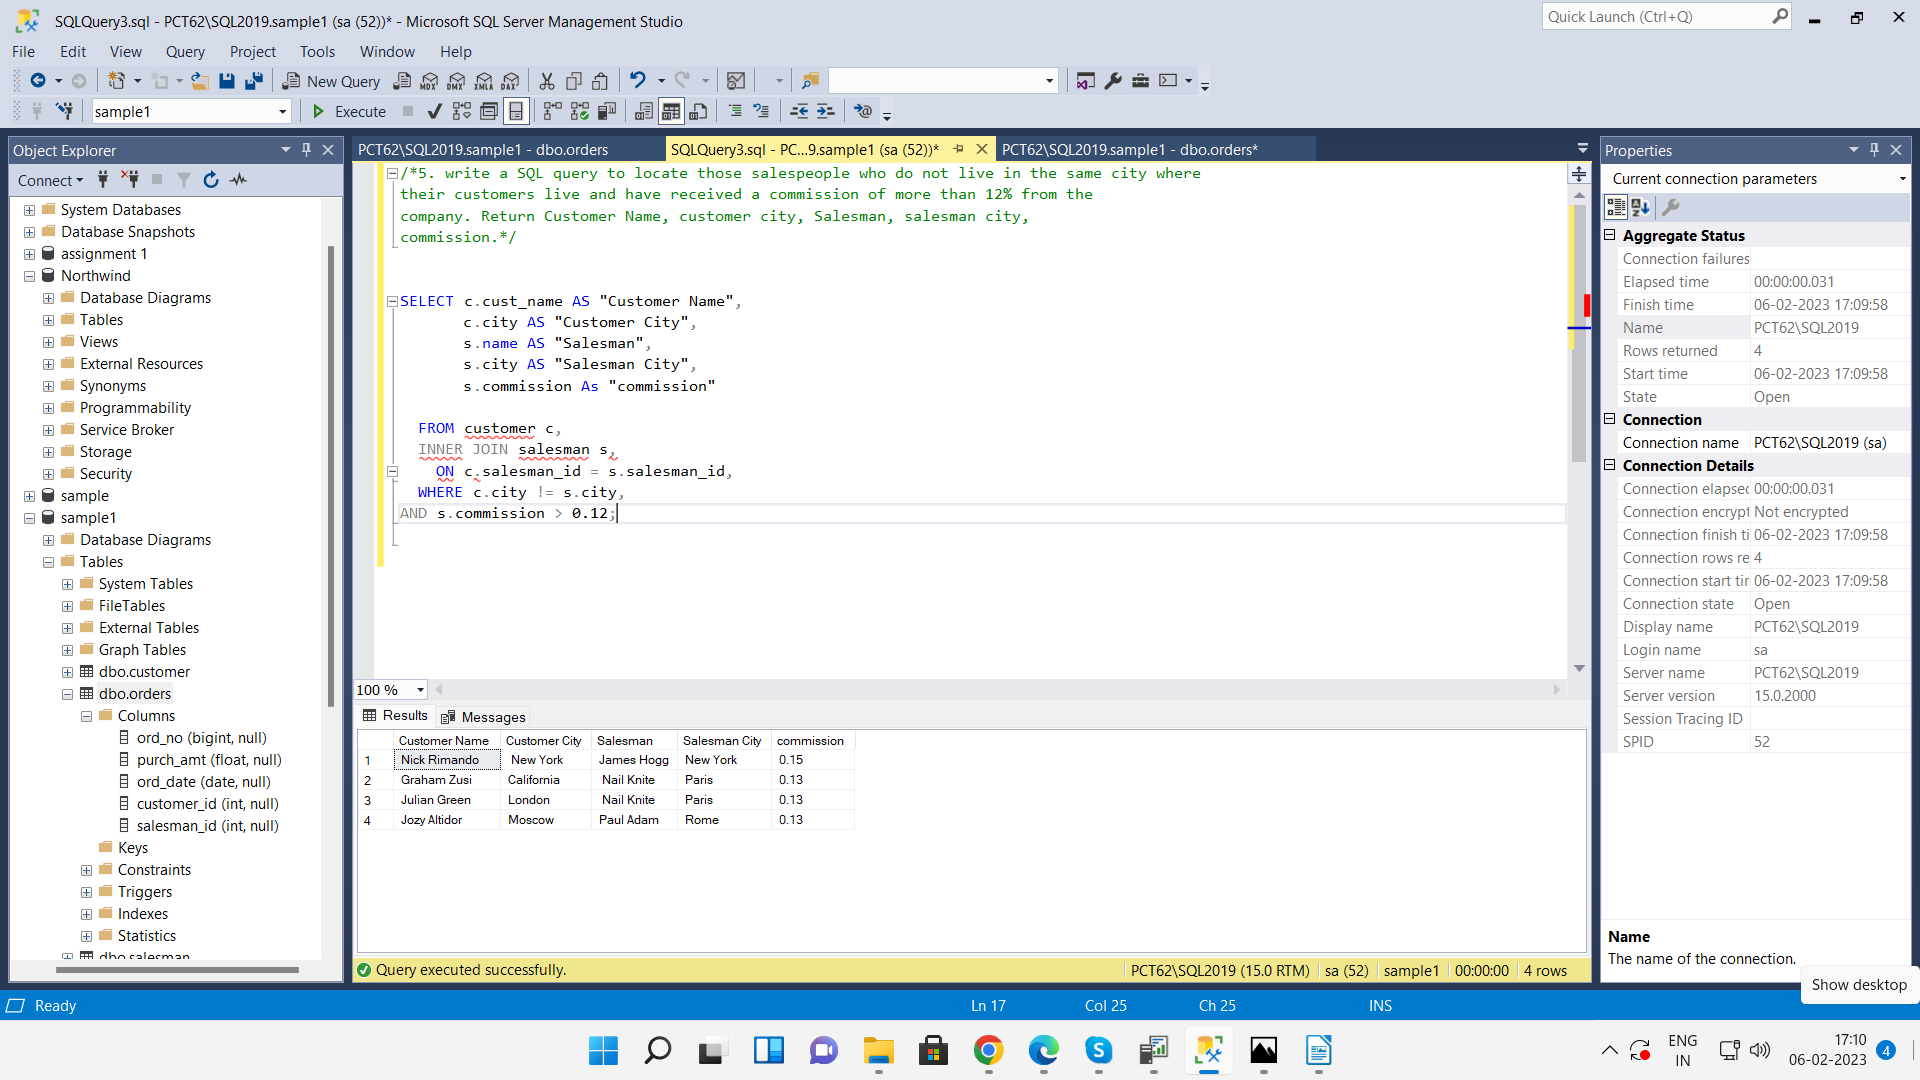 SQLQuery3.sql - PCT62\SQL2019.sample1 (sa (52))* - Microsoft SQL Server Management Studio
Quick Launch (Ctrl+Q)
File Edit View Query Project Tools Window Help
New Query MDX DMX XMLA DAX
sample1 Execute
Object Explorer
Connect
System Databases
Database Snapshots
assignment 1
Northwind
Database Diagrams
Tables
Views
External Resources
Synonyms
Programmability
Service Broker
Storage
Security
sample
sample1
Database Diagrams
Tables
System Tables
FileTables
External Tables
Graph Tables
dbo.customer
dbo.orders
Columns
ord_no (bigint, null)
purch_amt (float, null)
ord_date (date, null)
customer_id (int, null)
salesman_id (int, null)
Keys
Constraints
Triggers
Indexes
Statistics
dbo.salesman
PCT62\SQL2019.sample1 - dbo.orders SQLQuery3.sql - PC...9.sample1 (sa (52))* PCT62\SQL2019.sample1 - dbo.orders*
/*5. write a SQL query to locate those salespeople who do not live in the same city where
their customers live and have received a commission of more than 12% from the
company. Return Customer Name, customer city, Salesman, salesman city,
commission.*/
SELECT c.cust_name AS "Customer Name",
c.city AS "Customer City",
s.name AS "Salesman",
s.city AS "Salesman City",
s.commission As "commission"
FROM customer c,
INNER JOIN salesman s,
ON c.salesman_id = s.salesman_id,
WHERE c.city != s.city,
AND s.commission > 0.12;
100 %
Results Messages
Customer Name Customer City Salesman Salesman City commission
1 Nick Rimando New York James Hogg New York 0.15
2 Graham Zusi California Nail Knite Paris 0.13
3 Julian Green London Nail Knite Paris 0.13
4 Jozy Altidor Moscow Paul Adam Rome 0.13
Query executed successfully. PCT62\SQL2019 (15.0 RTM) sa (52) sample1 00:00:00 4 rows
Properties
Current connection parameters
Aggregate Status
Connection failures
Elapsed time 00:00:00.031
Finish time 06-02-2023 17:09:58
Name PCT62\SQL2019
Rows returned 4
Start time 06-02-2023 17:09:58
State Open
Connection
Connection name PCT62\SQL2019 (sa)
Connection Details
Connection elapsec 00:00:00.031
Connection encrypt Not encrypted
Connection finish ti 06-02-2023 17:09:58
Connection rows re 4
Connection start tir 06-02-2023 17:09:58
Connection state Open
Display name PCT62\SQL2019
Login name sa
Server name PCT62\SQL2019
Server version 15.0.2000
Session Tracing ID
SPID 52
Name
The name of the connection.
Show desktop
Ready Ln 17 Col 25 Ch 25 INS
ENG
IN
17:10
06-02-2023
4